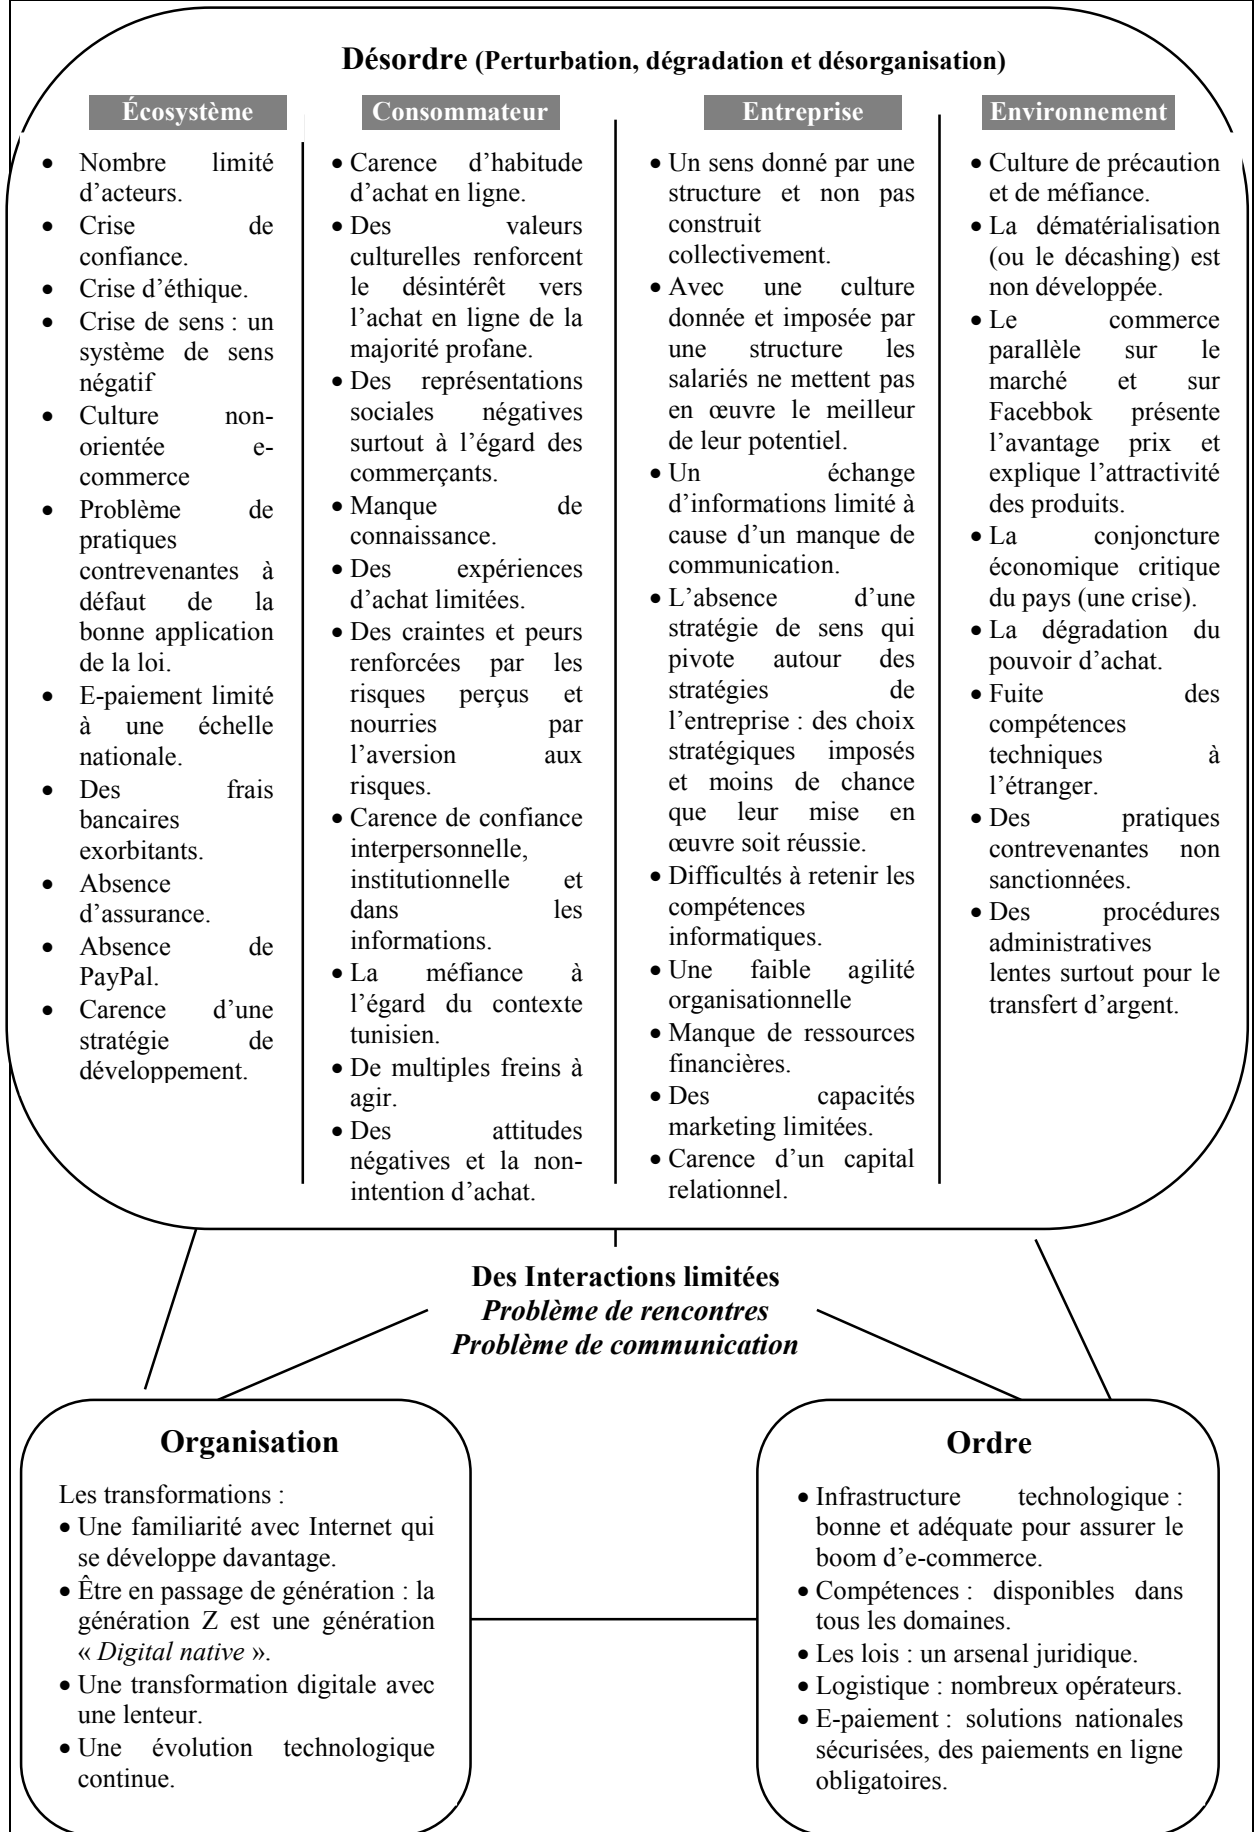 Désordre (Perturbation, dégradation et désorganisation)
Écosystème
• Nombre limité
d'acteurs.
• Crise de
confiance.
• Crise d'éthique.
• Crise de sens : un
système de sens
négatif
• Culture non-
orientée e-
commerce
• Problème de
pratiques
contrevenantes à
défaut de la
bonne application
de la loi.
• E-paiement limité
à une échelle
nationale.
• Des frais
bancaires
exorbitants.
• Absence
d'assurance.
• Absence de
PayPal.
• Carence d'une
stratégie de
développement.
Consommateur
• Carence d'habitude
d'achat en ligne.
• Des valeurs
culturelles renforcent
le désintérêt vers
l'achat en ligne de la
majorité profane.
• Des représentations
sociales négatives
surtout à l'égard des
commerçants.
• Manque de
connaissance.
• Des expériences
d'achat limitées.
• Des craintes et peurs
renforcées par les
risques perçus et
nourries par
l'aversion aux
risques.
• Carence de confiance
interpersonnelle,
institutionnelle et
dans les
informations.
• La méfiance à
l'égard du contexte
tunisien.
• De multiples freins à
agir.
• Des attitudes
négatives et la non-
intention d'achat.
Entreprise
• Un sens donné par une
structure et non pas
construit
collectivement.
• Avec une culture
donnée et imposée par
une structure les
salariés ne mettent pas
en œuvre le meilleur
de leur potentiel.
• Un échange
d'informations limité à
cause d'un manque de
communication.
• L'absence d'une
stratégie de sens qui
pivote autour des
stratégies de
l'entreprise : des choix
stratégiques imposés
et moins de chance
que leur mise en
œuvre soit réussie.
• Difficultés à retenir les
compétences
informatiques.
• Une faible agilité
organisationnelle
• Manque de ressources
financières.
• Des capacités
marketing limitées.
• Carence d'un capital
relationnel.
Environnement
• Culture de précaution
et de méfiance.
• La dématérialisation
(ou le décashing) est
non développée.
• Le commerce
parallèle sur le
marché et sur
Facebbok présente
l'avantage prix et
explique l'attractivité
des produits.
• La conjoncture
économique critique
du pays (une crise).
• La dégradation du
pouvoir d'achat.
• Fuite des
compétences
techniques à
l'étranger.
• Des pratiques
contrevenantes non
sanctionnées.
• Des procédures
administratives
lentes surtout pour le
transfert d'argent.
Des Interactions limitées
Problème de rencontres
Problème de communication
Organisation
Les transformations :
• Une familiarité avec Internet qui
se développe davantage.
• Être en passage de génération : la
génération Z est une génération
« Digital native ».
• Une transformation digitale avec
une lenteur.
• Une évolution technologique
continue.
Ordre
• Infrastructure technologique :
bonne et adéquate pour assurer le
boom d'e-commerce.
• Compétences : disponibles dans
tous les domaines.
• Les lois : un arsenal juridique.
• Logistique : nombreux opérateurs.
• E-paiement : solutions nationales
sécurisées, des paiements en ligne
obligatoires.